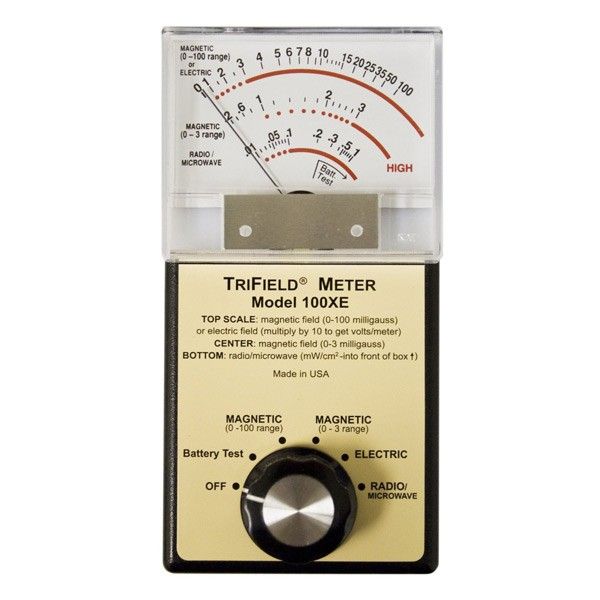 MAGNETIC
(0 –100 range)
or
ELECTRIC
0 1 2 3 4 5 6 7 8 10 15 20 25 35 50 100
MAGNETIC
(0 –3 range)
.2 .6 1 2 3
RADIO /
MICROWAVE
.01 .05 .1 .2 .3 .5 1
HIGH
Batt.
Test
TRIFIELD® METER
Model 100XE
TOP SCALE: magnetic field (0-100 milligauss)
or electric field (multiply by 10 to get volts/meter)
CENTER: magnetic field (0-3 milligauss)
BOTTOM: radio/microwave (mW/cm²-into front of box ↑)
Made in USA
MAGNETIC
(0 -100 range)
MAGNETIC
(0 - 3 range)
Battery Test
ELECTRIC
OFF
RADIO/
MICROWAVE